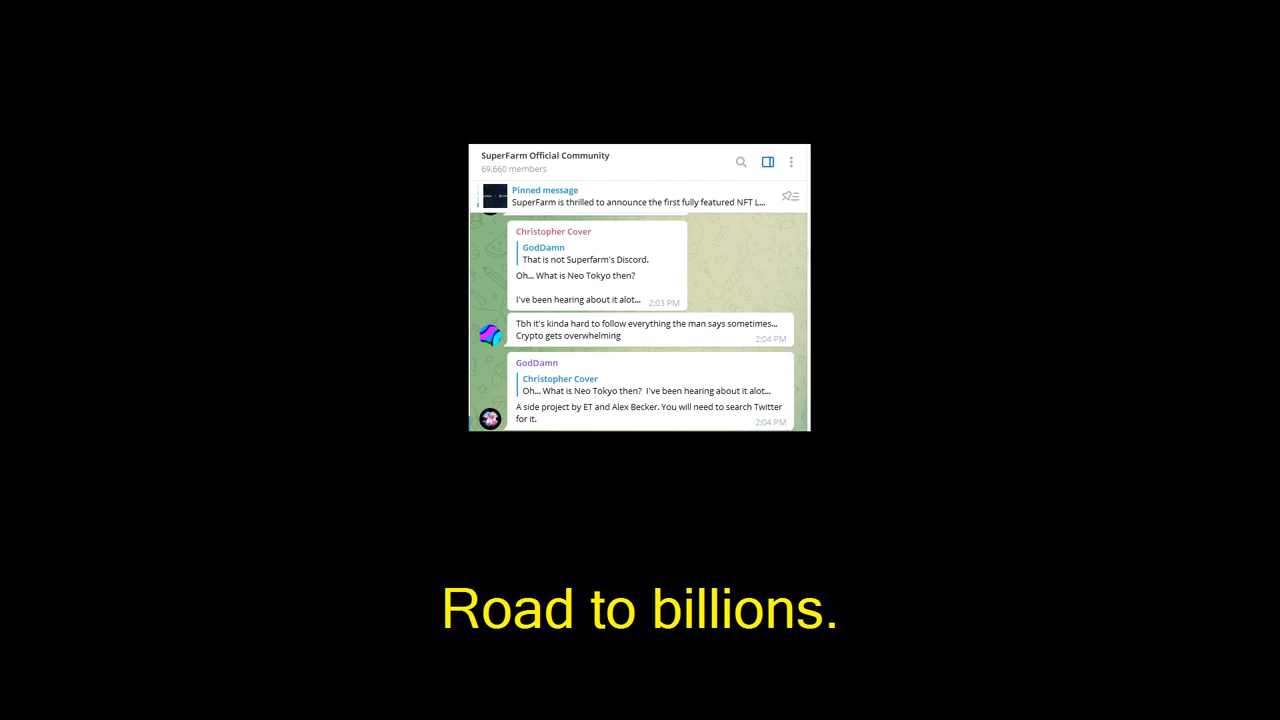 SuperFarm Official Community
69,660 members
Pinned message
SuperFarm is thrilled to announce the first fully featured NFT L...
Christopher Cover
GodDamn
That is not Superfarm's Discord.
Oh... What is Neo Tokyo then?
I've been hearing about it alot...
2:03 PM
Tbh it's kinda hard to follow everything the man says sometimes...
Crypto gets overwhelming
2:04 PM
GodDamn
Christopher Cover
Oh... What is Neo Tokyo then? I've been hearing about it alot...
A side project by ET and Alex Becker. You will need to search Twitter
for it.
2:04 PM
Road to billions.